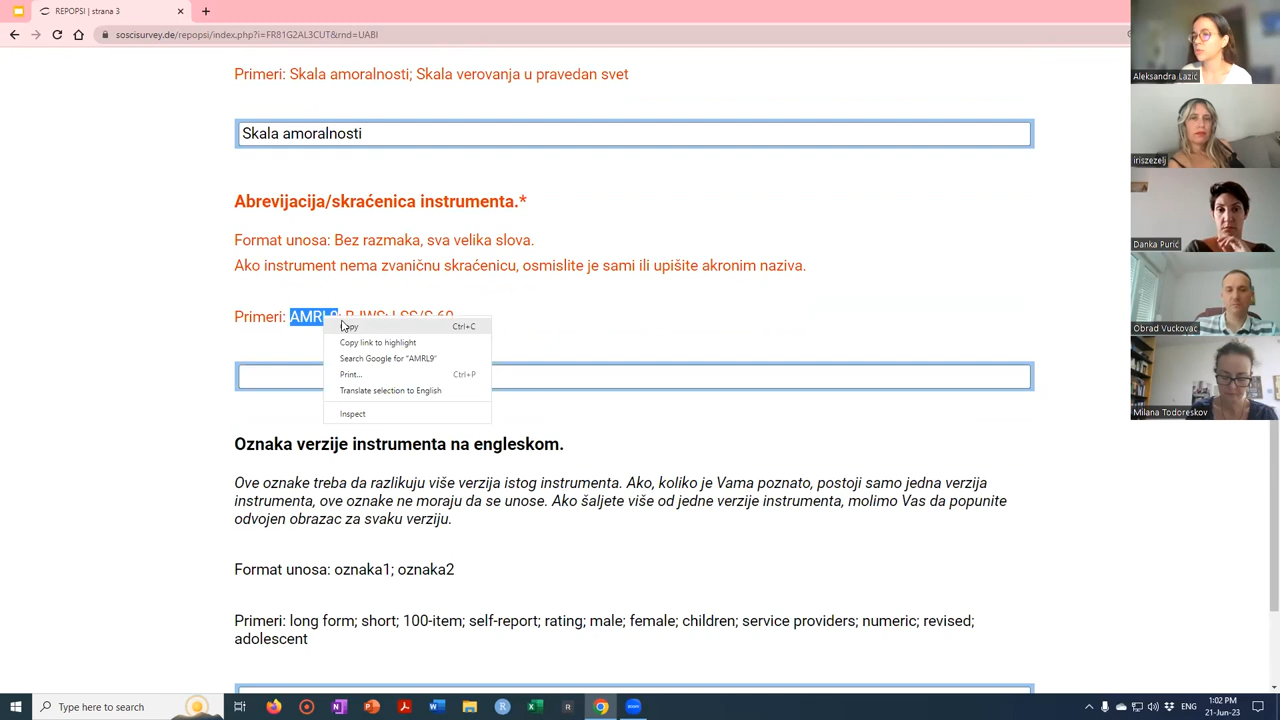 REPOPSI | strana 3
soscisurvey.de/repopsi/index.php?i=FR81G2AL3CUT&rnd=UABI
Primeri: Skala amoralnosti; Skala verovanja u pravedan svet
Skala amoralnosti
Abrevijacija/skraćenica instrumenta.*
Format unosa: Bez razmaka, sva velika slova.
Ako instrument nema zvaničnu skraćenicu, osmislite je sami ili upišite akronim naziva.
Primeri: AMRL9; BJWS; LSS/S-60
Copy Ctrl+C
Copy link to highlight
Search Google for "AMRL9"
Print... Ctrl+P
Translate selection to English
Inspect
Oznaka verzije instrumenta na engleskom.
Ove oznake treba da razlikuju više verzija istog instrumenta. Ako, koliko je Vama poznato, postoji samo jedna verzija
instrumenta, ove oznake ne moraju da se unose. Ako šaljete više od jedne verzije instrumenta, molimo Vas da popunite
odvojen obrazac za svaku verziju.
Format unosa: oznaka1; oznaka2
Primeri: long form; short; 100-item; self-report; rating; male; female; children; service providers; numeric; revised;
adolescent
Aleksandra Lazić
iriszezelj
Danka Purić
Obrad Vuckovac
Milana Todoreskov
Type here to search
ENG
1:02 PM
21-Jun-23